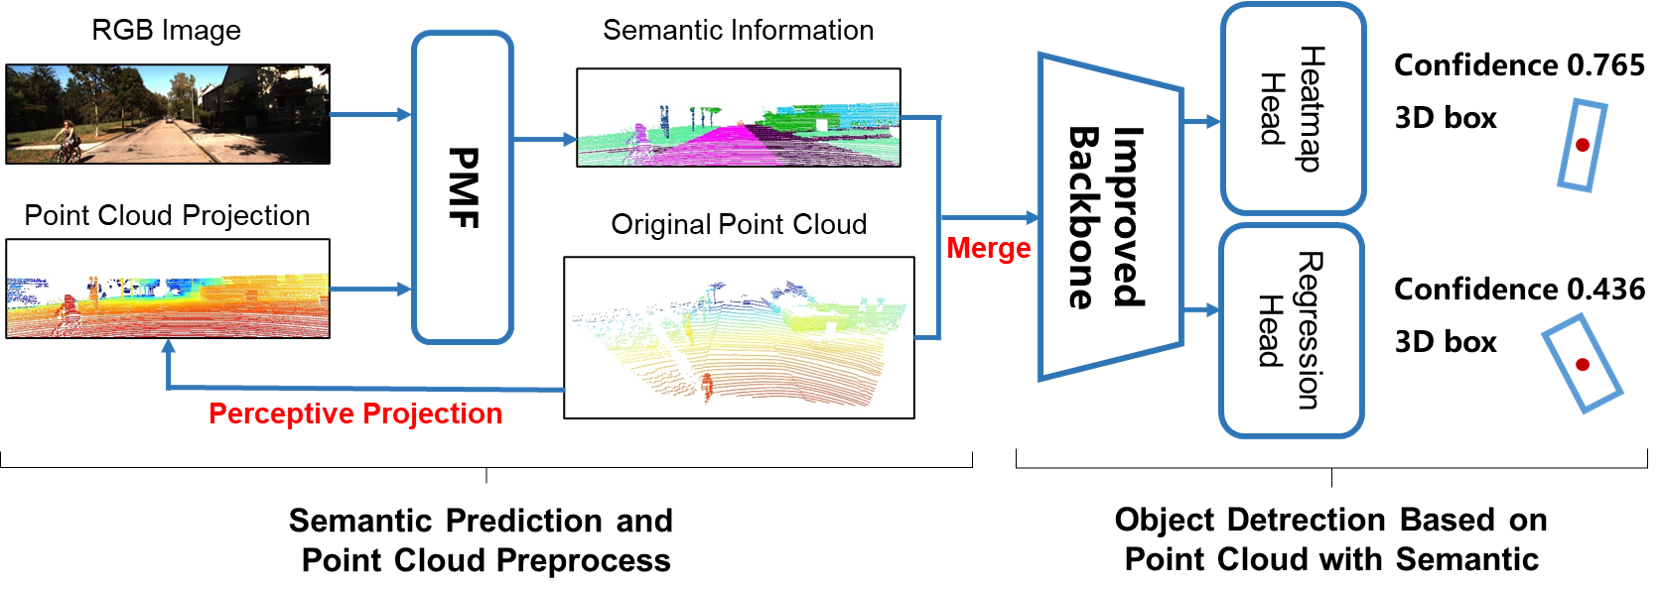 RGB Image
Point Cloud Projection
PMF
Semantic Information
Original Point Cloud
Perceptive Projection
Merge
Improved
Backbone
Heatmap
Head
Regression
Head
Confidence 0.765
3D box
Confidence 0.436
3D box
Semantic Prediction and
Point Cloud Preprocess
Object Detrection Based on
Point Cloud with Semantic